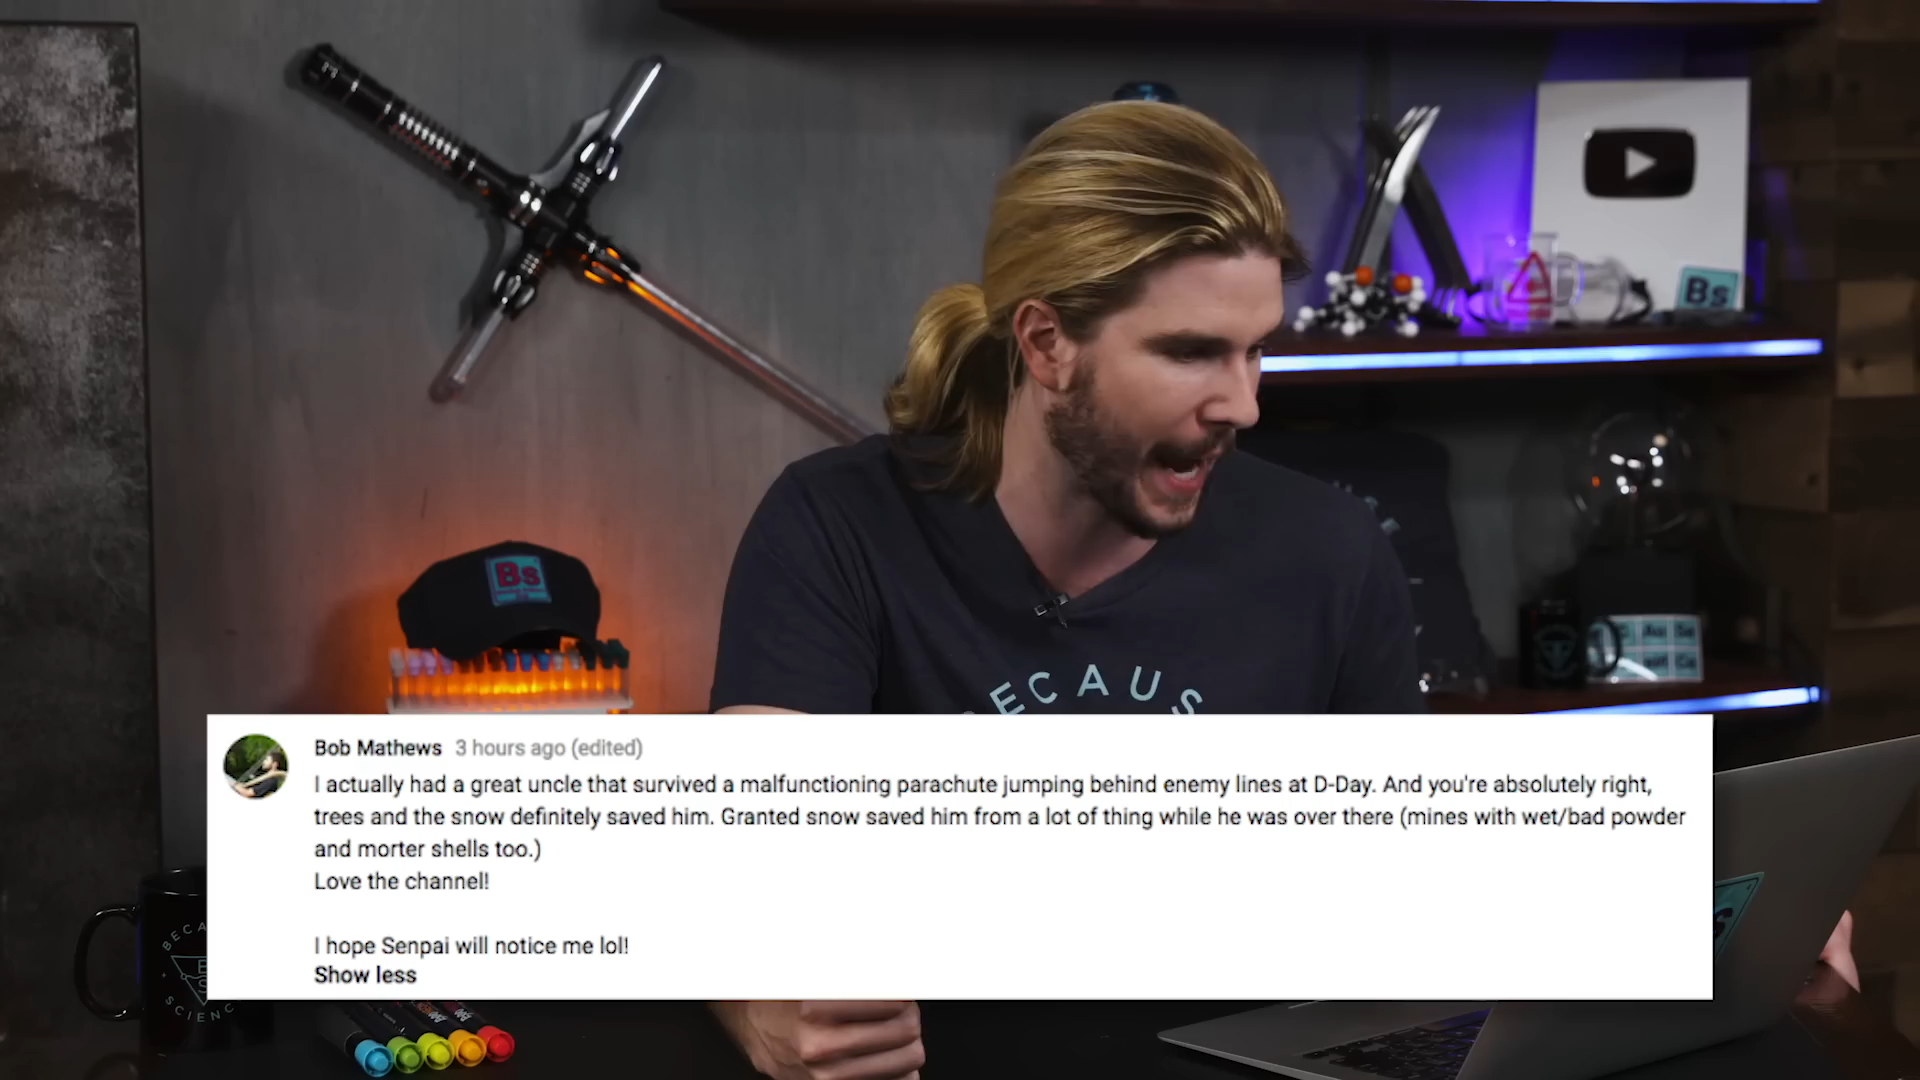 Bs
Bs
BECAUS
Bob Mathews 3 hours ago (edited)
I actually had a great uncle that survived a malfunctioning parachute jumping behind enemy lines at D-Day. And you're absolutely right,
trees and the snow definitely saved him. Granted snow saved him from a lot of thing while he was over there (mines with wet/bad powder
and morter shells too.)
Love the channel!
I hope Senpai will notice me lol!
Show less
BECA
SCIENC